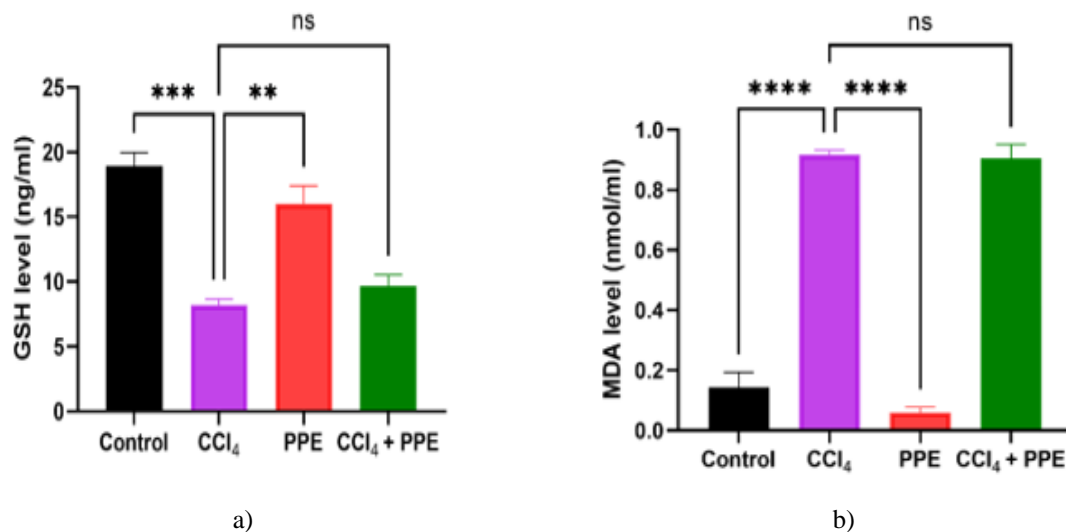 ns
*** **
GSH level (ng/ml)
25
20
15
10
5
0
Control CCl₄ PPE CCl₄ + PPE
a)
ns
**** ****
MDA level (nmol/ml)
1.0
0.8
0.6
0.4
0.2
0.0
Control CCl₄ PPE CCl₄ + PPE
b)